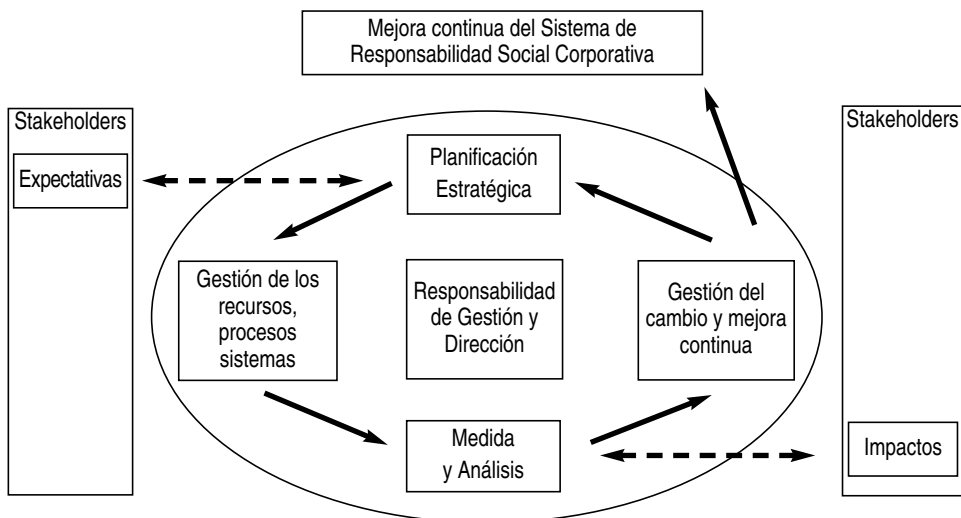 Mejora continua del Sistema de
Responsabilidad Social Corporativa
Stakeholders
Expectativas
Planificación
Estratégica
Stakeholders
Gestión de los
recursos,
procesos
sistemas
Responsabilidad
de Gestión y
Dirección
Gestión del
cambio y mejora
continua
Medida
y Análisis
Impactos